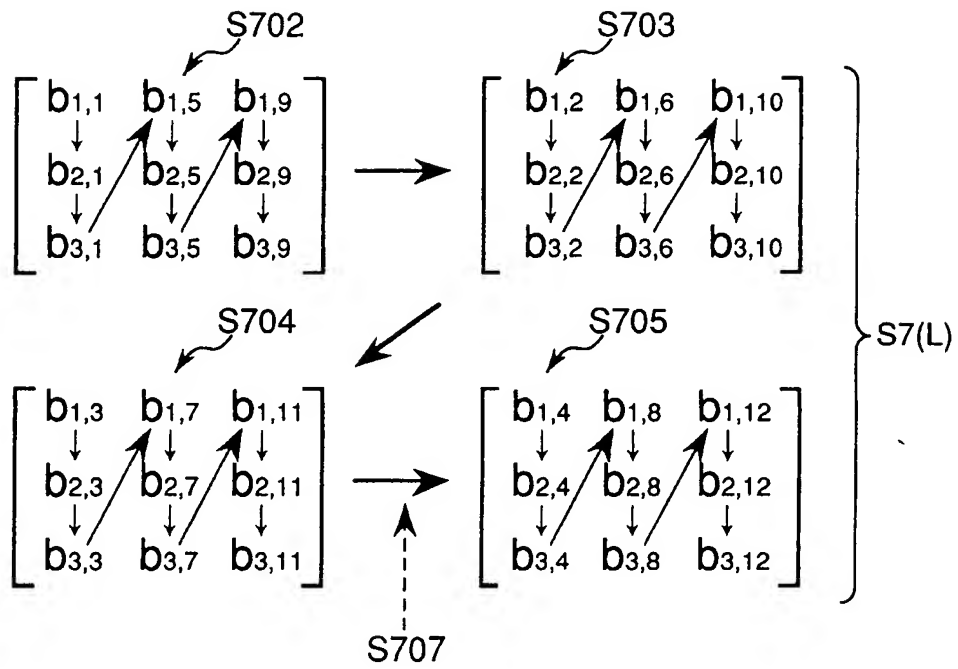 S702 S703
b1,1 b1,5 b1,9 b1,2 b1,6 b1,10
b2,1 b2,5 b2,9 b2,2 b2,6 b2,10
b3,1 b3,5 b3,9 b3,2 b3,6 b3,10
S704 S705 S7(L)
b1,3 b1,7 b1,11 b1,4 b1,8 b1,12
b2,3 b2,7 b2,11 b2,4 b2,8 b2,12
b3,3 b3,7 b3,11 b3,4 b3,8 b3,12
S707